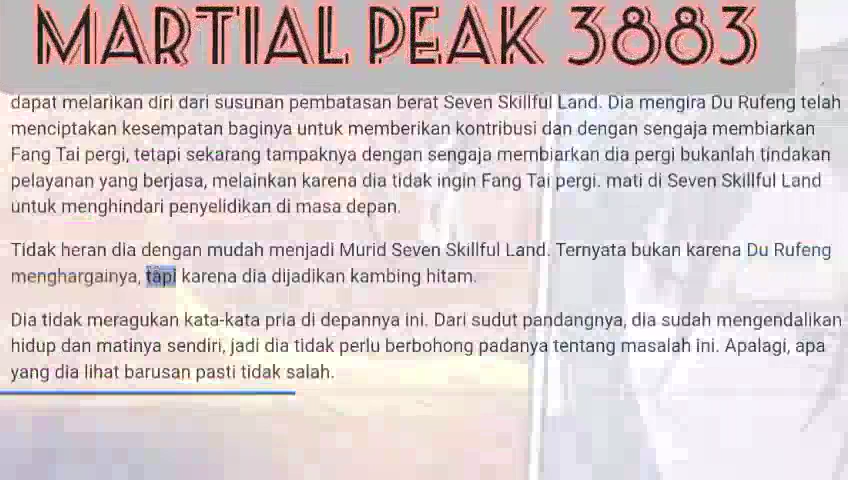 MARTIAL PEAK 3883
dapat melarikan diri dari susunan pembatasan berat Seven Skillful Land. Dia mengira Du Rufeng telah
menciptakan kesempatan baginya untuk memberikan kontribusi dan dengan sengaja membiarkan
Fang Tai pergi, tetapi sekarang tampaknya dengan sengaja membiarkan dia pergi bukanlah tindakan
pelayanan yang berjasa, melainkan karena dia tidak ingin Fang Tai pergi. mati di Seven Skillful Land
untuk menghindari penyelidikan di masa depan.
Tidak heran dia dengan mudah menjadi Murid Seven Skillful Land. Ternyata bukan karena Du Rufeng
menghargainya, tapi karena dia dijadikan kambing hitam.
Dia tidak meragukan kata-kata pria di depannya ini. Dari sudut pandangnya, dia sudah mengendalikan
hidup dan matinya sendiri, jadi dia tidak perlu berbohong padanya tentang masalah ini. Apalagi, apa
yang dia lihat barusan pasti tidak salah.